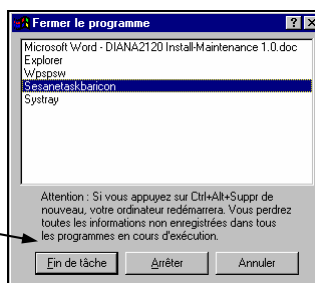 Fermer le programme
Microsoft Word - DIANA2120 Install-Maintenance 1.0.doc
Explorer
Wpspsw
Sesanetaskbaricon
Systray
Attention : Si vous appuyez sur Ctrl+Alt+Suppr de
nouveau, votre ordinateur redémarrera. Vous perdrez
toutes les informations non enregistrées dans tous
les programmes en cours d'exécution.
Fin de tâche Arrêter Annuler